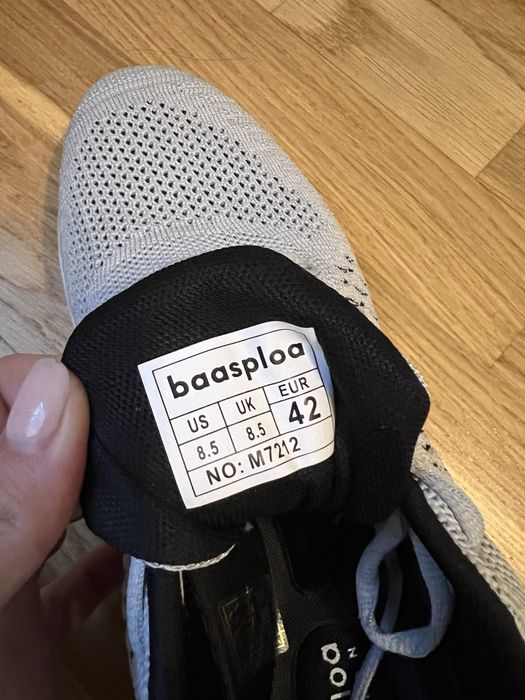 baasploa
US UK EUR
8.5 8.5 42
NO: M7212